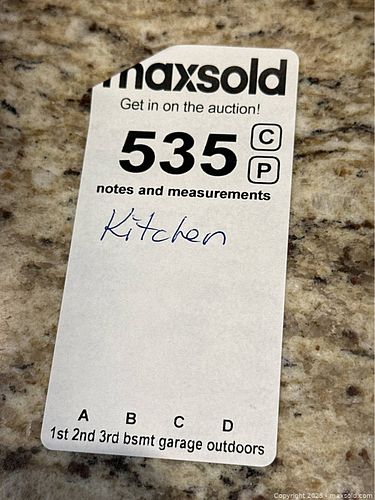 maxsold
Get in on the auction!
535 C
P
notes and measurements
Kitchen
A B C D
1st 2nd 3rd bsmt garage outdoors
Copyright 2025 - maxsold.com